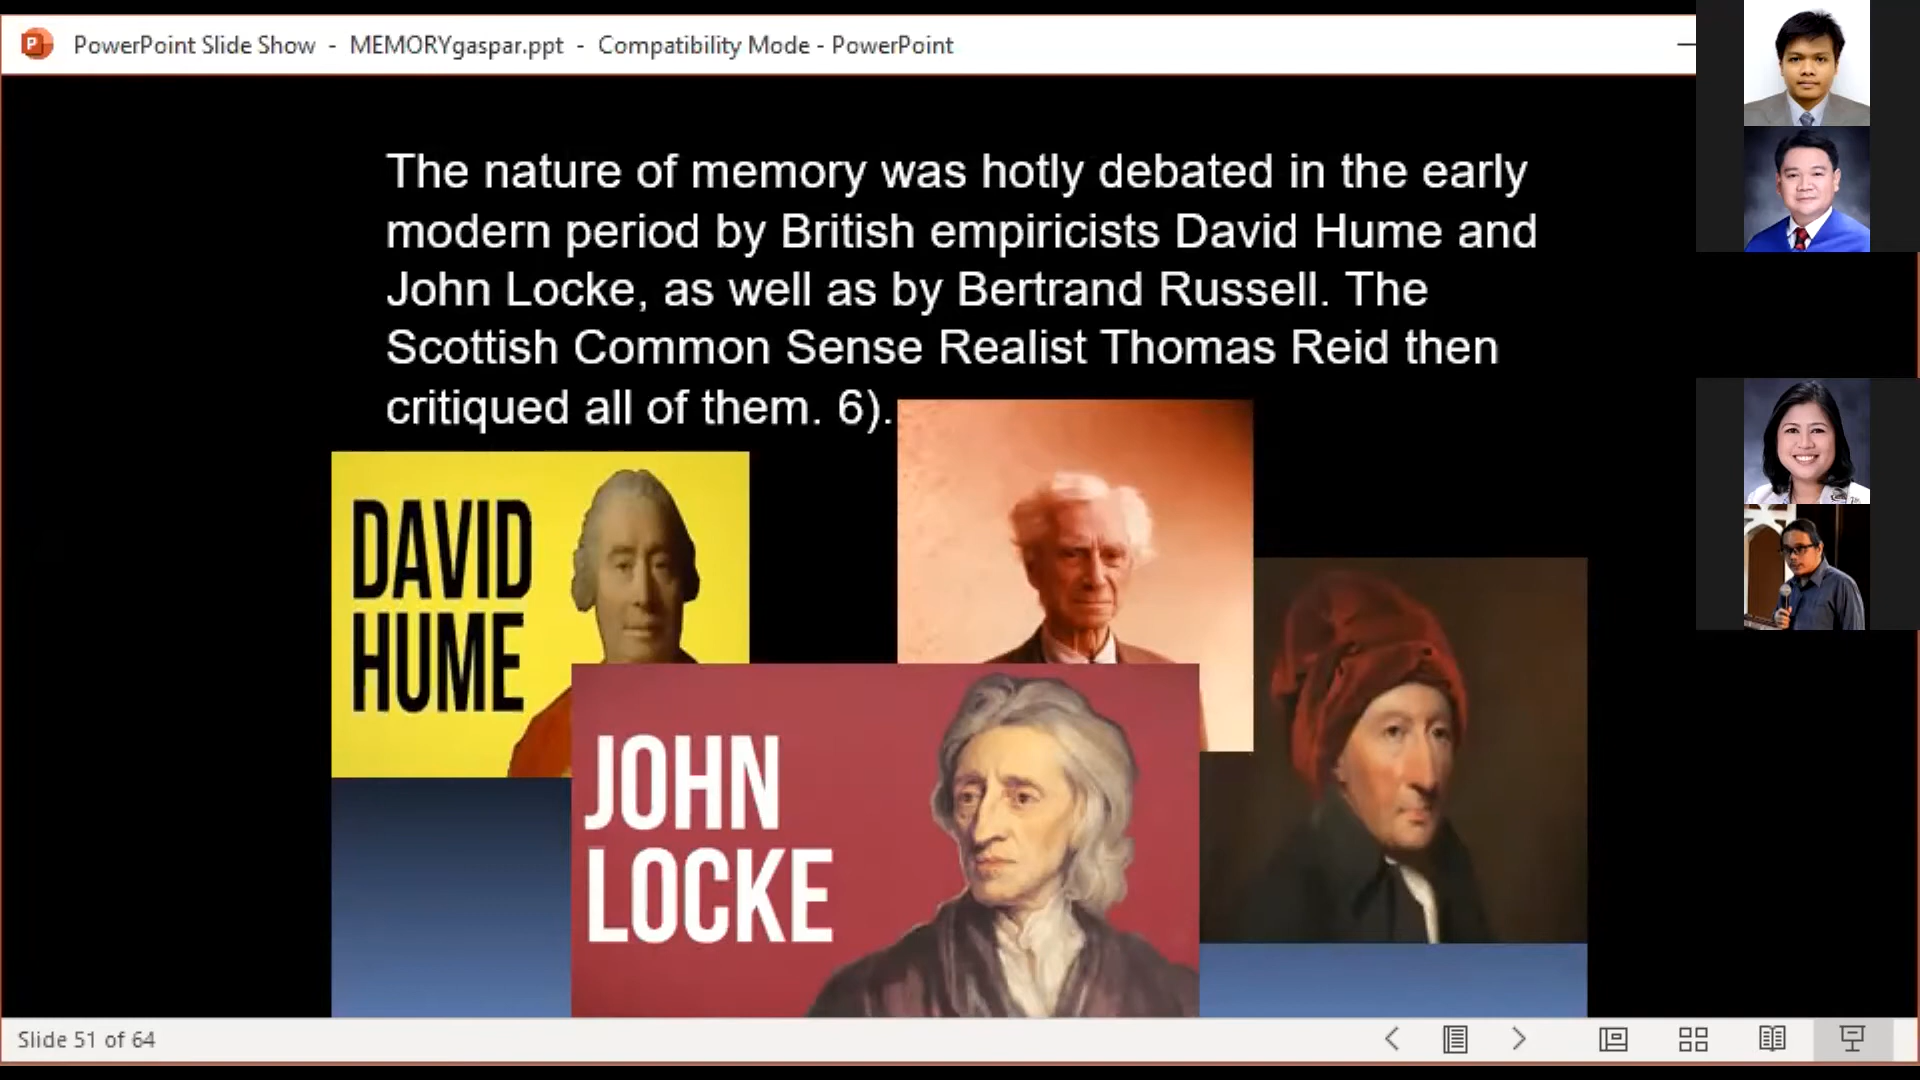 PowerPoint Slide Show - MEMORYgaspar.ppt - Compatibility Mode - PowerPoint
The nature of memory was hotly debated in the early
modern period by British empiricists David Hume and
John Locke, as well as by Bertrand Russell. The
Scottish Common Sense Realist Thomas Reid then
critiqued all of them. 6).
DAVID
HUME
JOHN
LOCKE
Slide 51 of 64